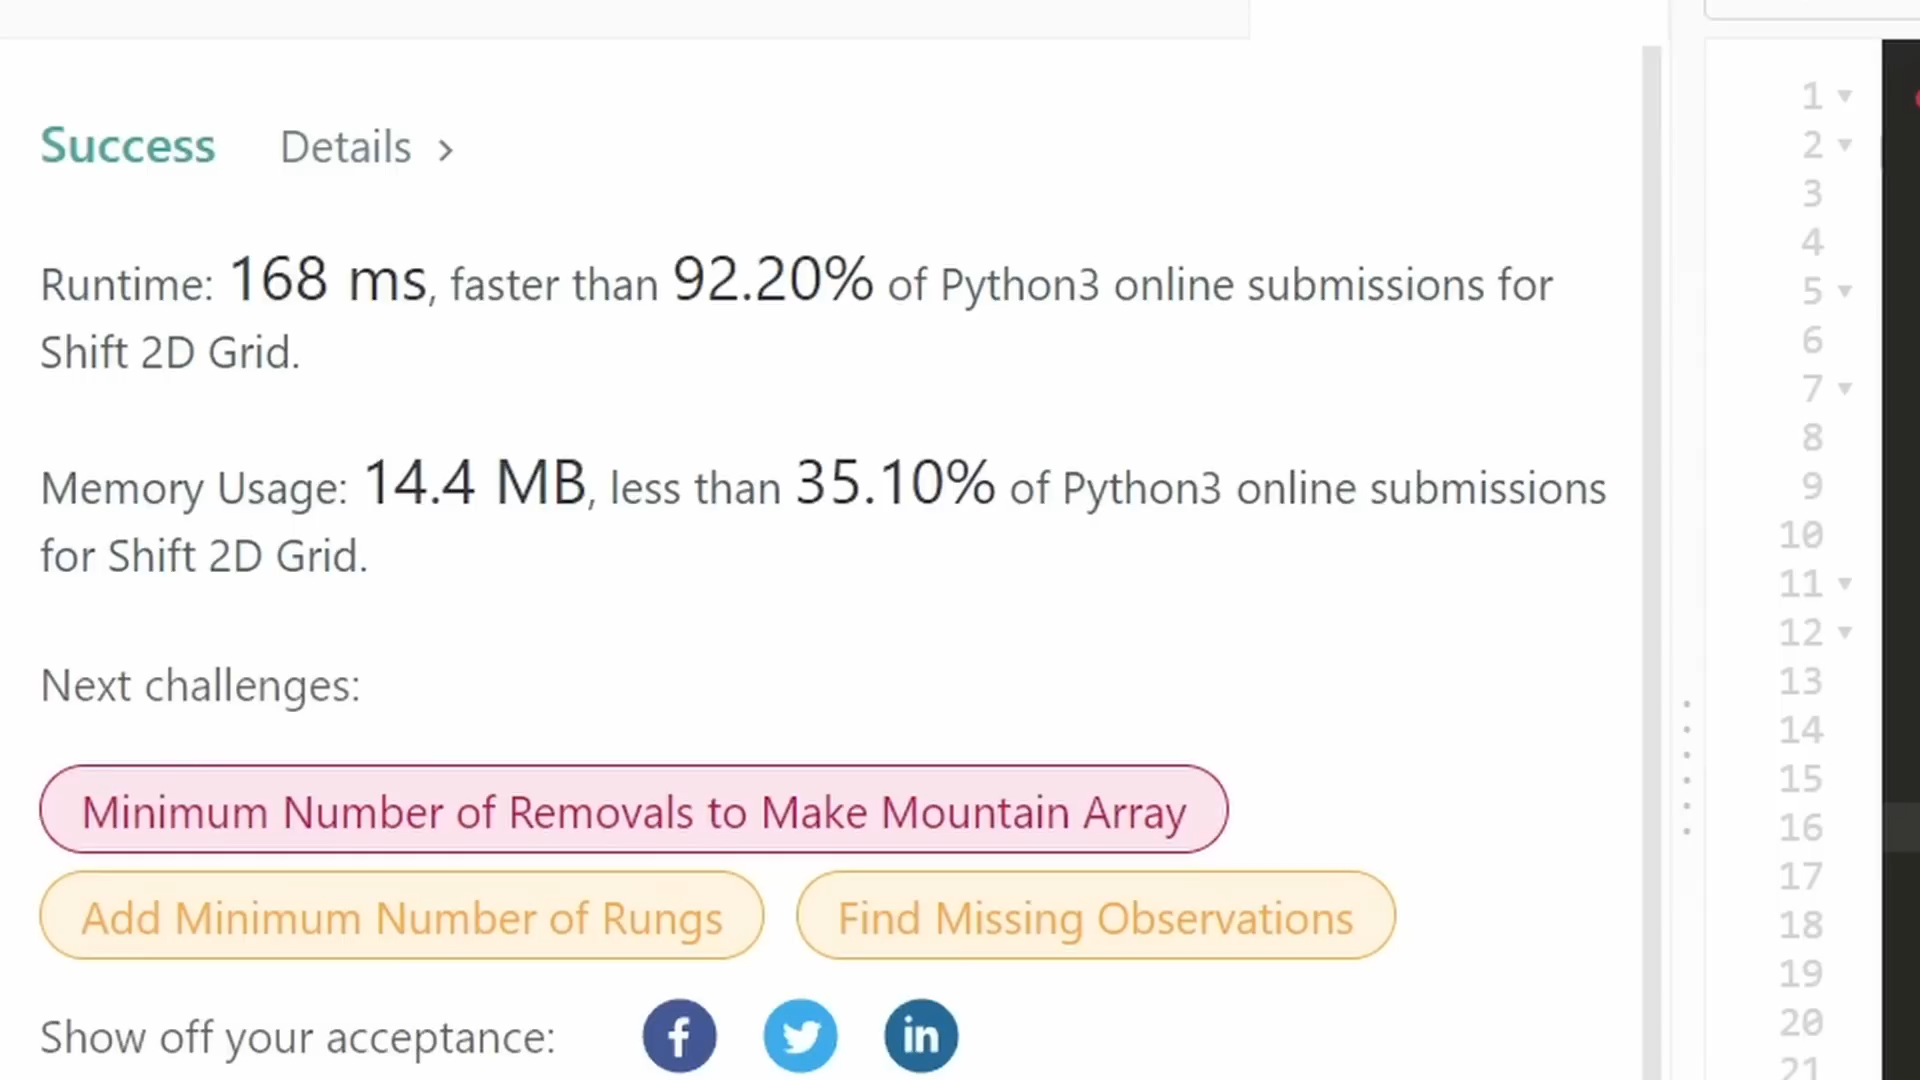 Success Details >
Runtime: 168 ms, faster than 92.20% of Python3 online submissions for
Shift 2D Grid.
Memory Usage: 14.4 MB, less than 35.10% of Python3 online submissions
for Shift 2D Grid.
Next challenges:
Minimum Number of Removals to Make Mountain Array
Add Minimum Number of Rungs
Find Missing Observations
Show off your acceptance:
f
in
1
2
3
4
5
6
7
8
9
10
11
12
13
14
15
16
17
18
19
20
21